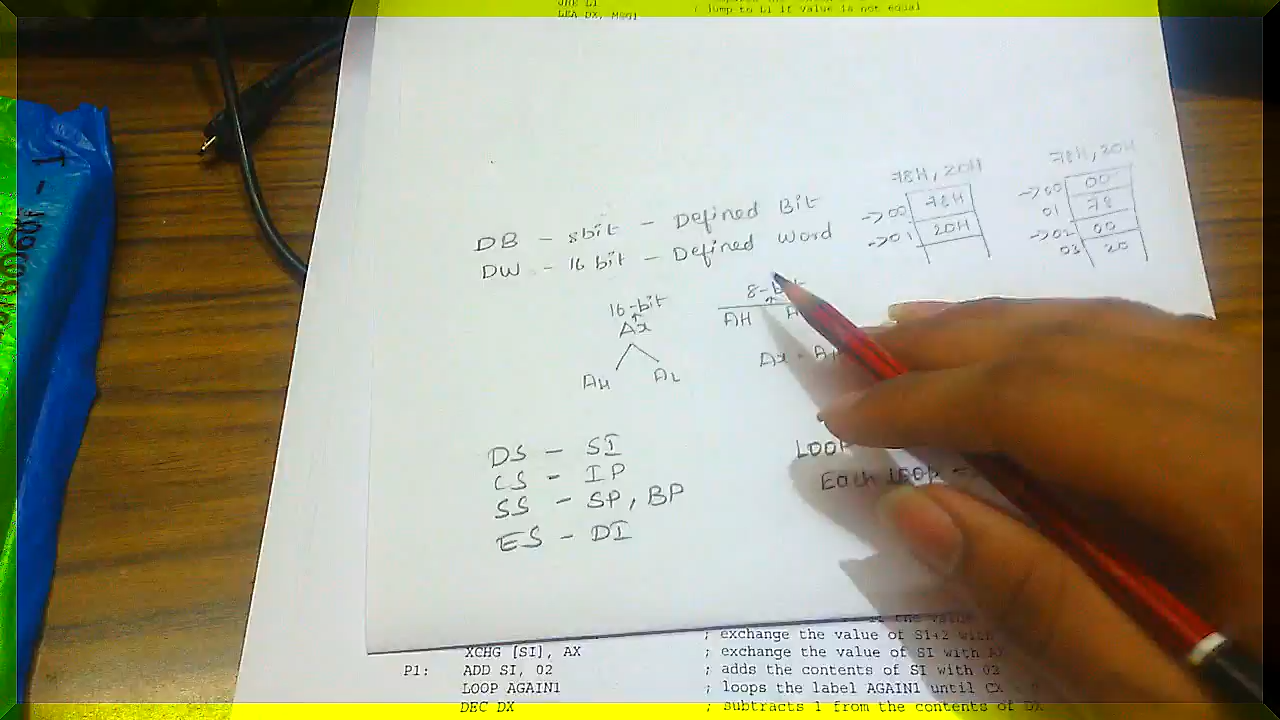 JNE L1
LEA DX, MSG1
; jump to L1 if value is not equal
DB - 8bit - Defined Bit
DW - 16 bit - Defined Word
78H, 20H
→00 78H
→01 20H
78H, 20H
→00 00
01 78
→02 00
03 20
16-bit
Ax
AH AL
8-bit
AH
Ax -
DS - SI
CS - IP
SS - SP, BP
ES - DI
LOOP
Each LOOP -
XCHG [SI], AX
P1: ADD SI, 02
LOOP AGAIN1
DEC DX
; exchange the value of S1+2 with
; exchange the value of SI with
; adds the contents of SI with 02
; loops the label AGAIN1 until CX
; subtracts 1 from the contents of DX